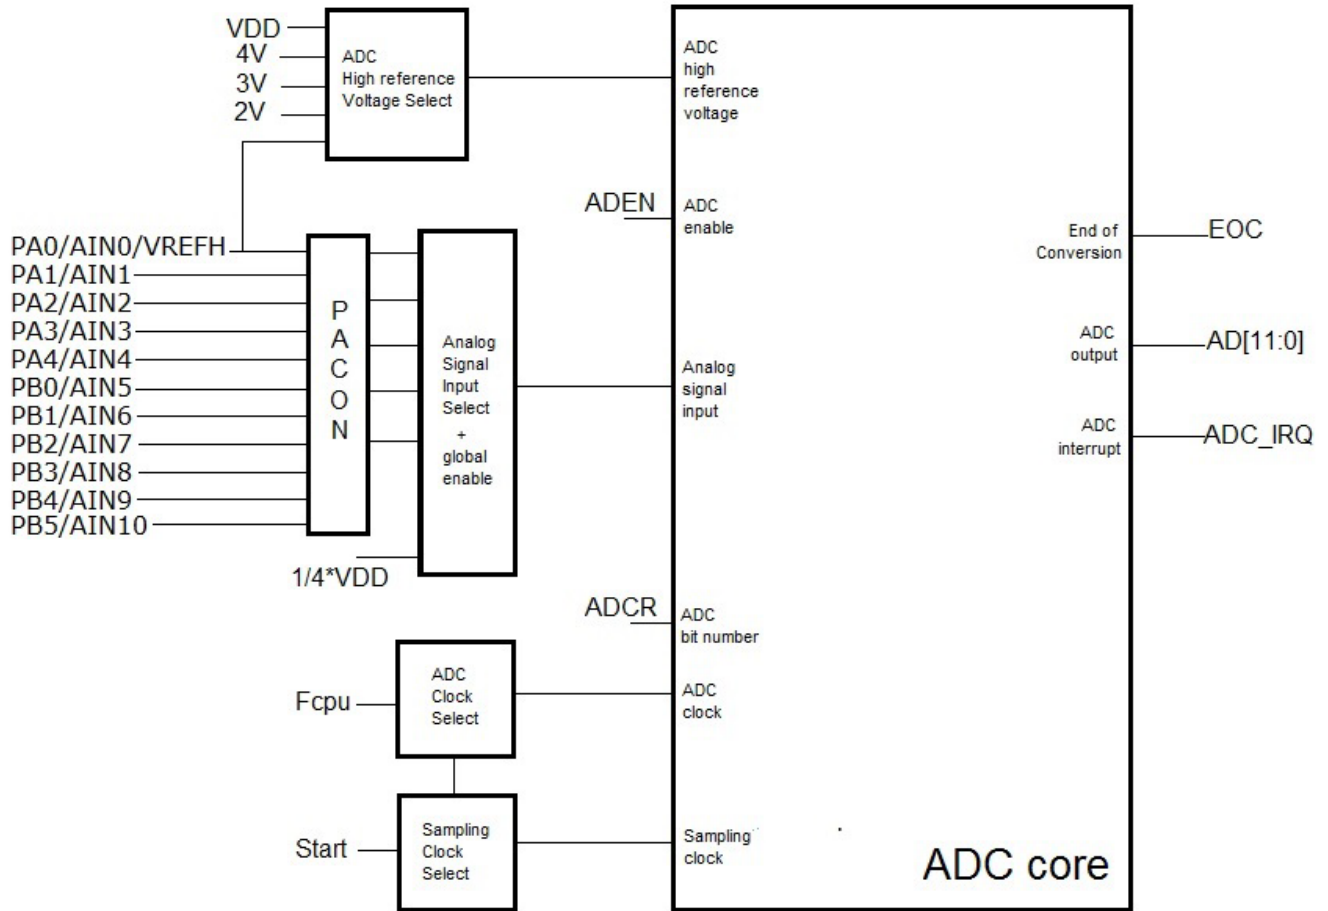 VDD
4V
3V
2V
ADC
High reference
Voltage Select
ADC
high
reference
voltage
ADEN
ADC
enable
PA0/AIN0/VREFH
PA1/AIN1
PA2/AIN2
PA3/AIN3
PA4/AIN4
PB0/AIN5
PB1/AIN6
PB2/AIN7
PB3/AIN8
PB4/AIN9
PB5/AIN10
P
A
C
O
N
Analog
Signal
Input
Select
+
global
enable
1/4*VDD
Analog
signal
input
End of
Conversion
EOC
ADC
output
AD[11:0]
ADC
interrupt
ADC_IRQ
ADCR
ADC
bit number
Fcpu
ADC
Clock
Select
ADC
clock
Start
Sampling
Clock
Select
Sampling
clock
ADC core